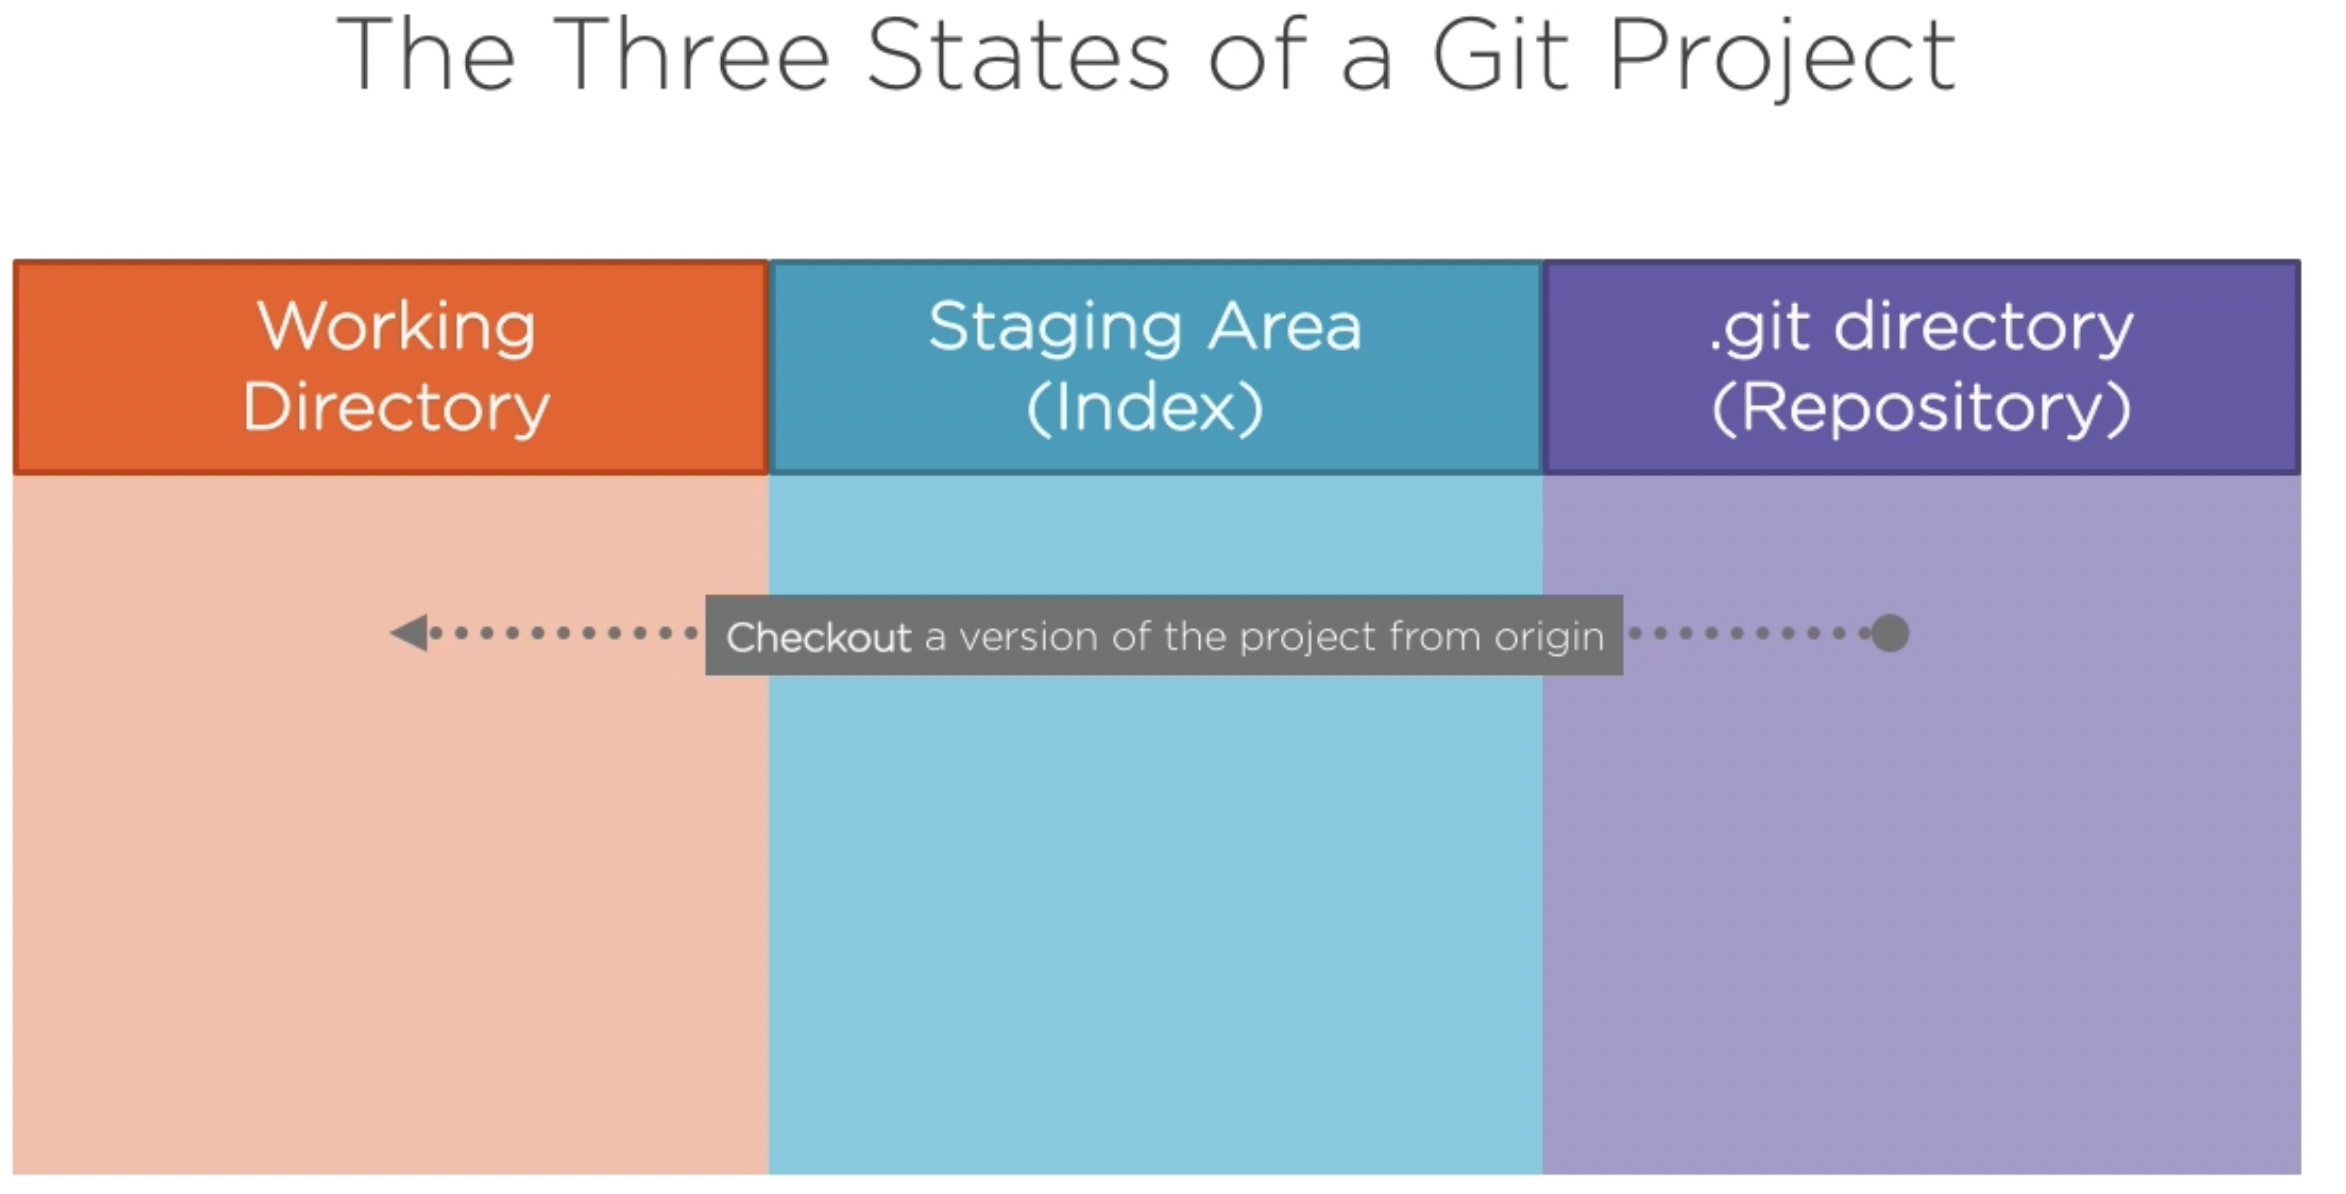 The Three States of a Git Project
Working
Directory
Staging Area
(Index)
.git directory
(Repository)
Checkout a version of the project from origin